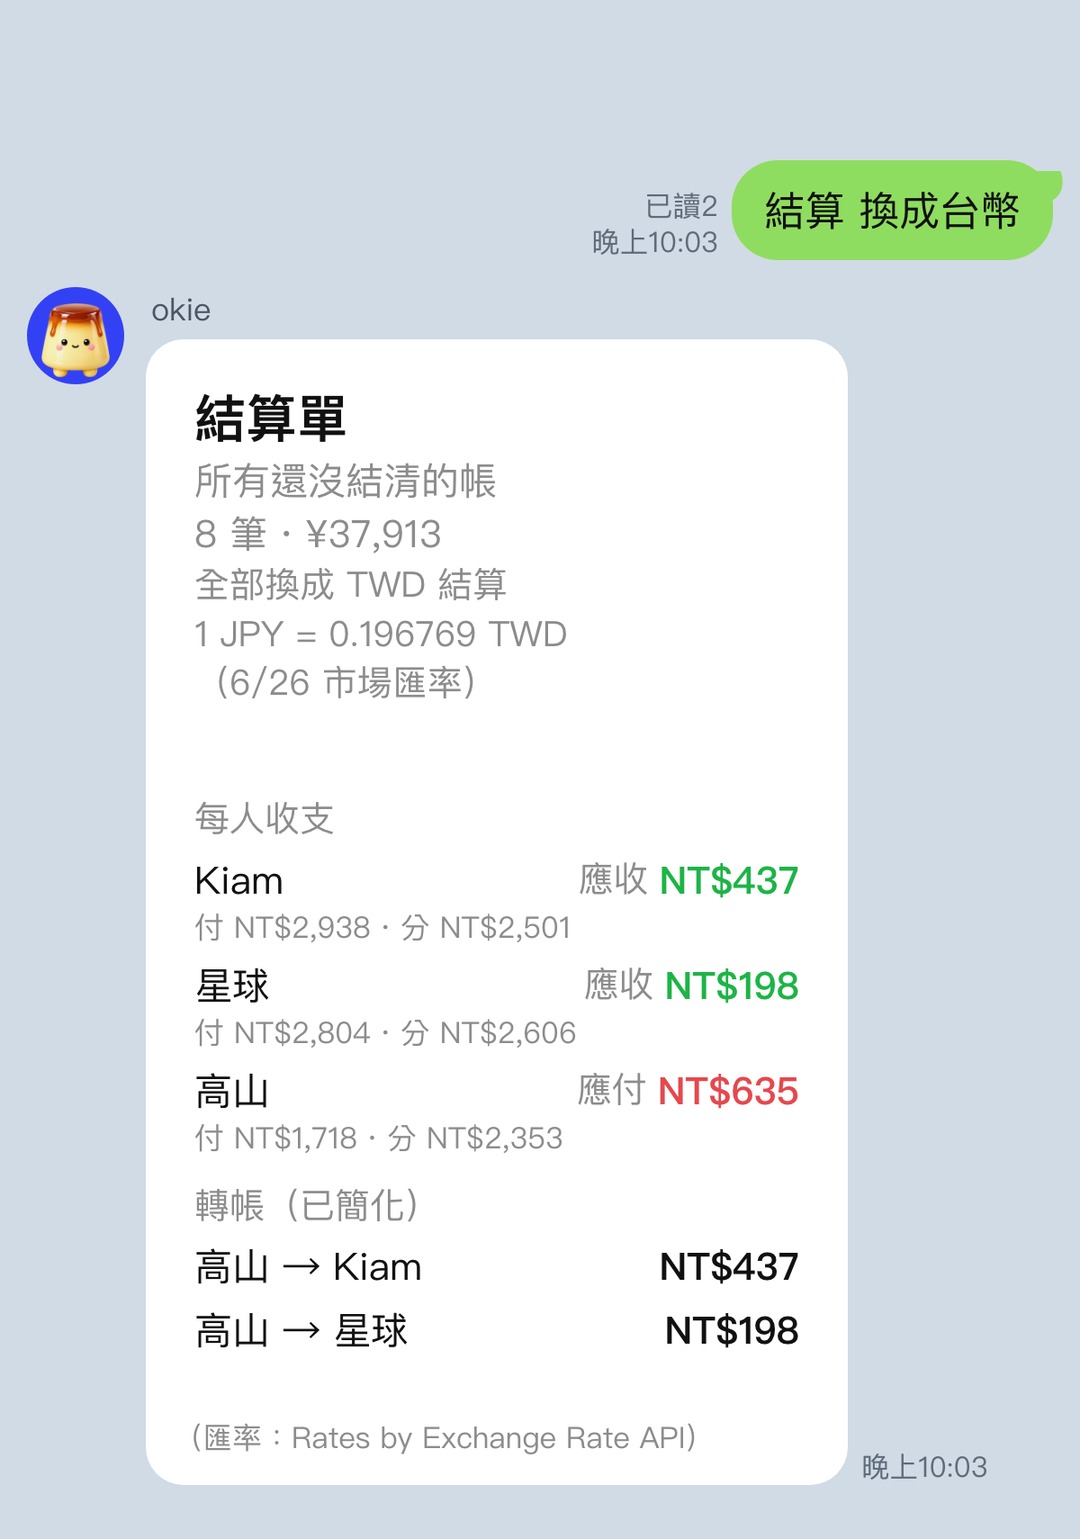 已讀2
晚上10:03
結算 換成台幣
okie
結算單
所有還沒結清的帳
8 筆 · ¥37,913
全部換成 TWD 結算
1 JPY = 0.196769 TWD
（6/26 市場匯率）
每人收支
Kiam 應收 NT$437
付 NT$2,938 · 分 NT$2,501
星球 應收 NT$198
付 NT$2,804 · 分 NT$2,606
高山 應付 NT$635
付 NT$1,718 · 分 NT$2,353
轉帳（已簡化）
高山 → Kiam NT$437
高山 → 星球 NT$198
(匯率：Rates by Exchange Rate API)
晚上10:03